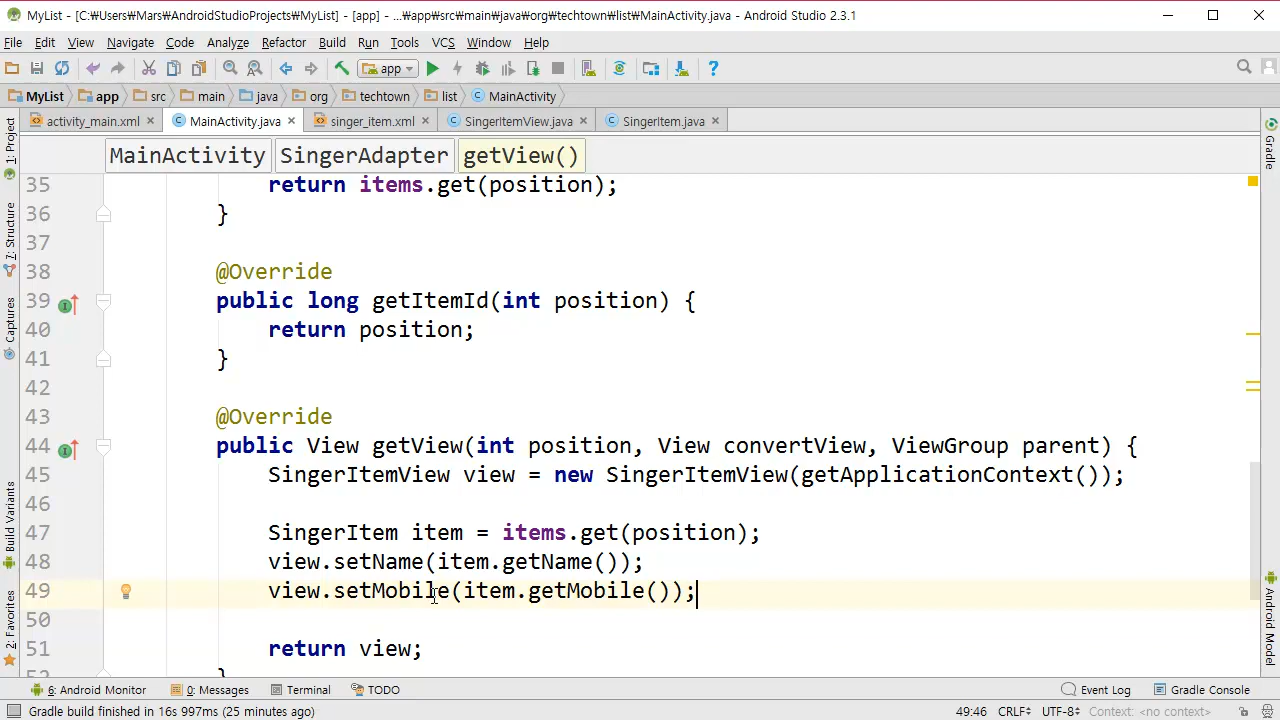 MyList - [C:₩Users₩Mars₩AndroidStudioProjects₩MyList] - [app] - ...₩app₩src₩main₩java₩org₩techtown₩list₩MainActivity.java - Android Studio 2.3.1
File Edit View Navigate Code Analyze Refactor Build Run Tools VCS Window Help
app
MyList app src main java org techtown list MainActivity
activity_main.xml MainActivity.java singer_item.xml SingerItemView.java SingerItem.java
MainActivity SingerAdapter getView()
1: Project
7: Structure
Captures
Build Variants
2: Favorites
35 return items.get(position);
36 }
37
38 @Override
39 public long getItemId(int position) {
40 return position;
41 }
42
43 @Override
44 public View getView(int position, View convertView, ViewGroup parent) {
45 SingerItemView view = new SingerItemView(getApplicationContext());
46
47 SingerItem item = items.get(position);
48 view.setName(item.getName());
49 view.setMobile(item.getMobile());
50
51 return view;
52 }
Gradle
Android Model
6: Android Monitor 0: Messages Terminal TODO Event Log Gradle Console
Gradle build finished in 16s 997ms (25 minutes ago) 49:46 CRLF UTF-8 Context: <no context>